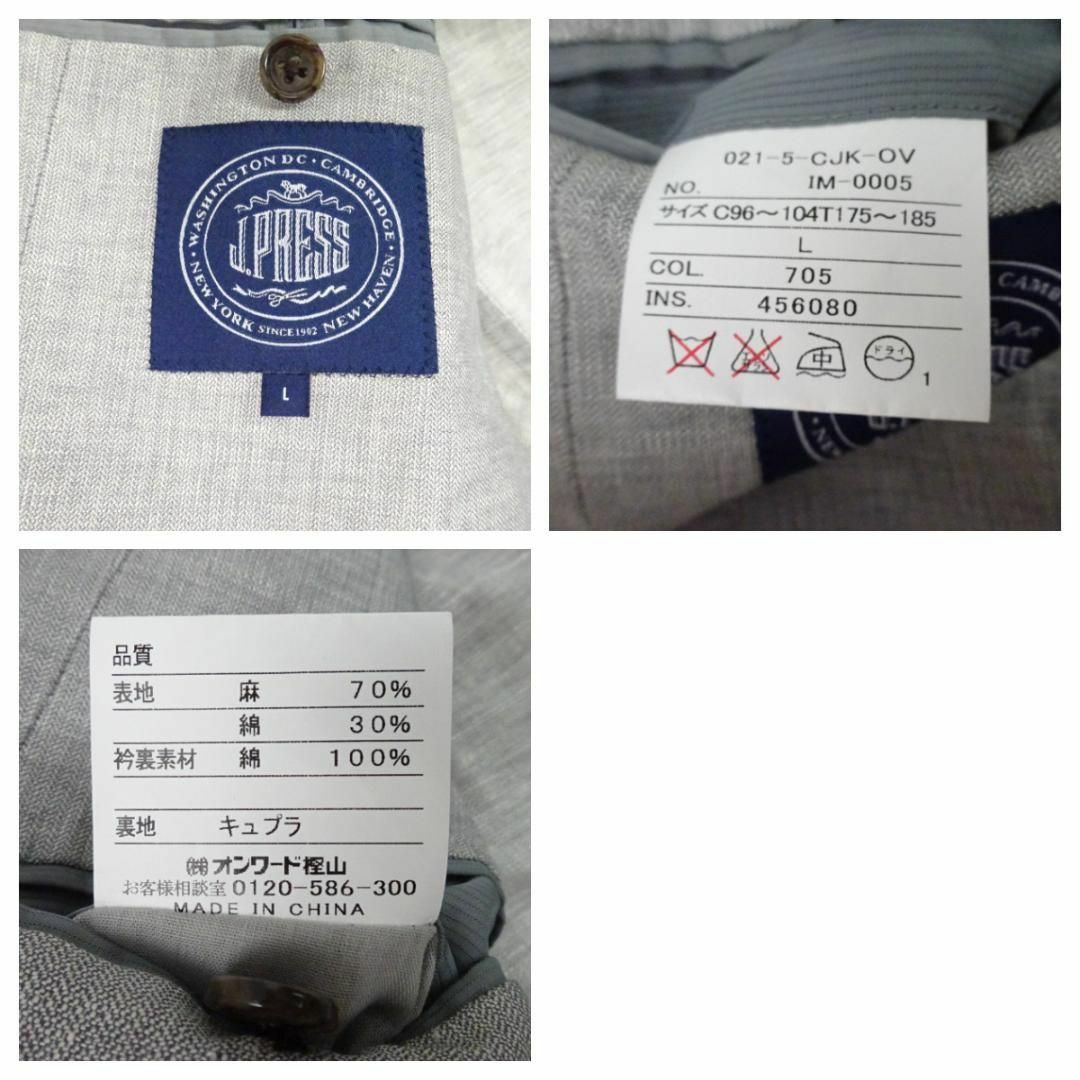 WASHINGTON DC・CAMBRIDGE・
J.PRESS
・NEW YORK SINCE 1902 NEW HAVEN・
L
021-5-CJK-OV
NO. IM-0005
サイズ C96～104T175～185
L
COL. 705
INS. 456080
中
ドライ
1
CAMBRIDGE
品質
表地 麻 70%
綿 30%
衿裏素材 綿 100%
裏地 キュプラ
㈱オンワード樫山
お客様相談室 0120-586-300
MADE IN CHINA